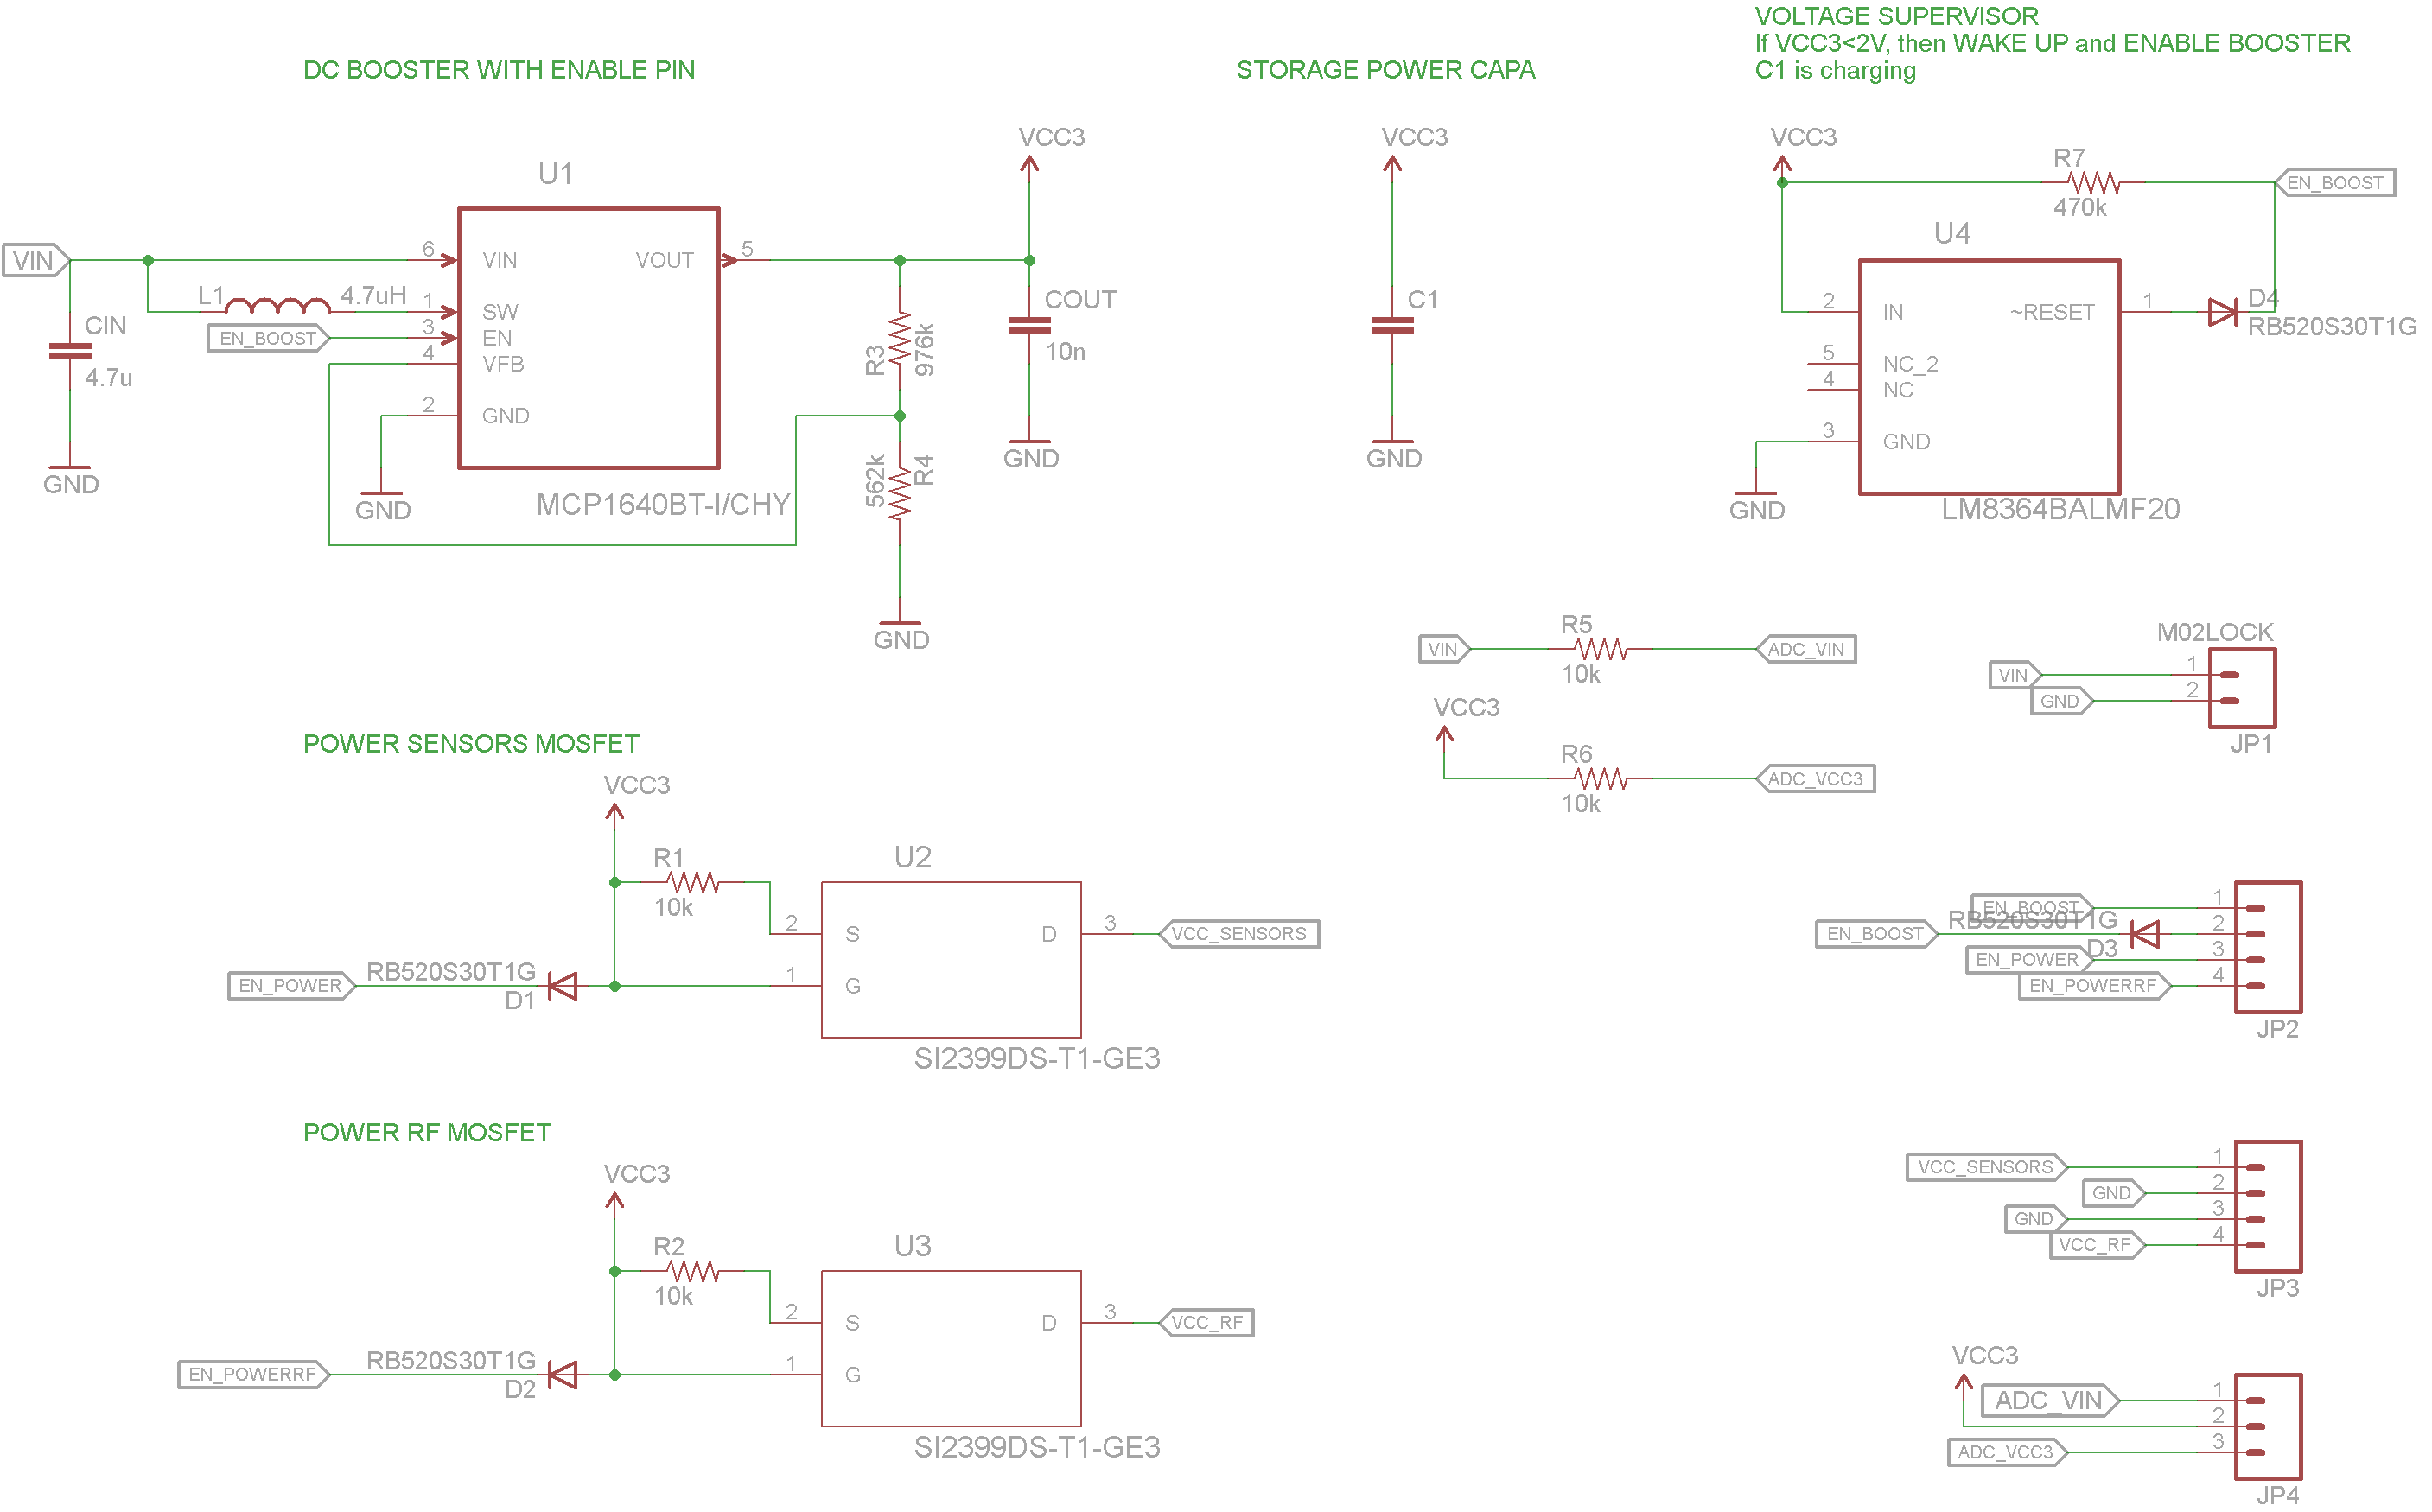 VOLTAGE SUPERVISOR
If VCC3<2V, then WAKE UP and ENABLE BOOSTER
C1 is charging
DC BOOSTER WITH ENABLE PIN
STORAGE POWER CAPA
VIN
CIN
4.7u
GND
L1
4.7uH
EN_BOOST
U1
6
1
3
4
2
VIN
SW
EN
VFB
GND
VOUT
5
MCP1640BT-I/CHY
GND
VCC3
R3
976k
562k
R4
GND
COUT
10n
GND
VCC3
C1
GND
VCC3
R7
470k
EN_BOOST
U4
2
5
4
3
IN
NC_2
NC
GND
~RESET
1
D4
RB520S30T1G
LM8364BALMF20
GND
VIN
R5
10k
ADC_VIN
VCC3
R6
10k
ADC_VCC3
M02LOCK
VIN
GND
1
2
JP1
POWER SENSORS MOSFET
VCC3
R1
10k
U2
2
1
S
G
D
3
VCC_SENSORS
EN_POWER
RB520S30T1G
D1
SI2399DS-T1-GE3
EN_BOOST
EN_BOOST
RB520S30T1G
D3
EN_POWER
EN_POWERRF
1
2
3
4
JP2
POWER RF MOSFET
VCC3
R2
10k
U3
2
1
S
G
D
3
VCC_RF
EN_POWERRF
RB520S30T1G
D2
SI2399DS-T1-GE3
VCC_SENSORS
GND
GND
VCC_RF
1
2
3
4
JP3
VCC3
ADC_VIN
ADC_VCC3
1
2
3
JP4